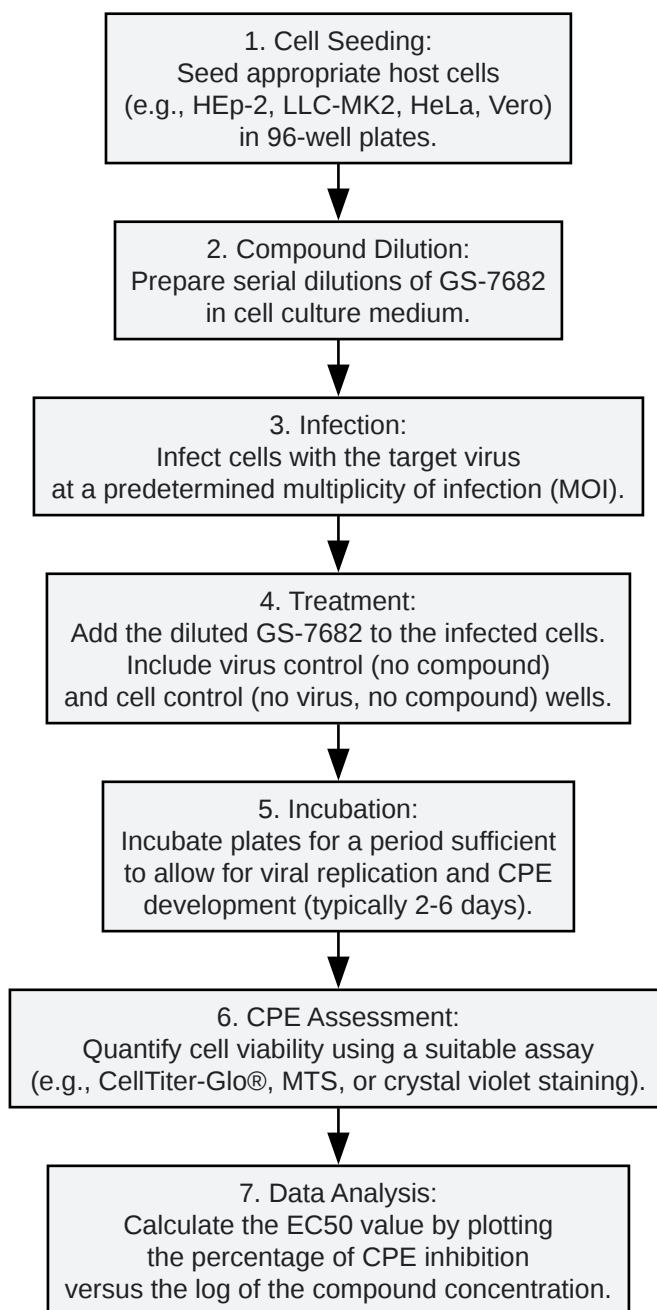 1. Cell Seeding:
Seed appropriate host cells
(e.g., HEp-2, LLC-MK2, HeLa, Vero)
in 96-well plates.
2. Compound Dilution:
Prepare serial dilutions of GS-7682
in cell culture medium.
3. Infection:
Infect cells with the target virus
at a predetermined multiplicity of infection (MOI).
4. Treatment:
Add the diluted GS-7682 to the infected cells.
Include virus control (no compound)
and cell control (no virus, no compound) wells.
5. Incubation:
Incubate plates for a period sufficient
to allow for viral replication and CPE
development (typically 2-6 days).
6. CPE Assessment:
Quantify cell viability using a suitable assay
(e.g., CellTiter-Glo®, MTS, or crystal violet staining).
7. Data Analysis:
Calculate the EC50 value by plotting
the percentage of CPE inhibition
versus the log of the compound concentration.